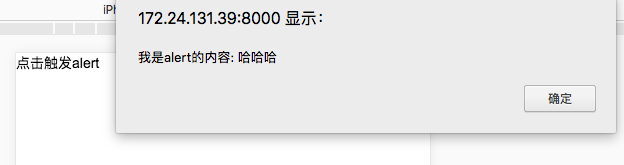 iPh
172.24.131.39:8000 显示：
我是alert的内容: 哈哈哈
点击触发alert
确定